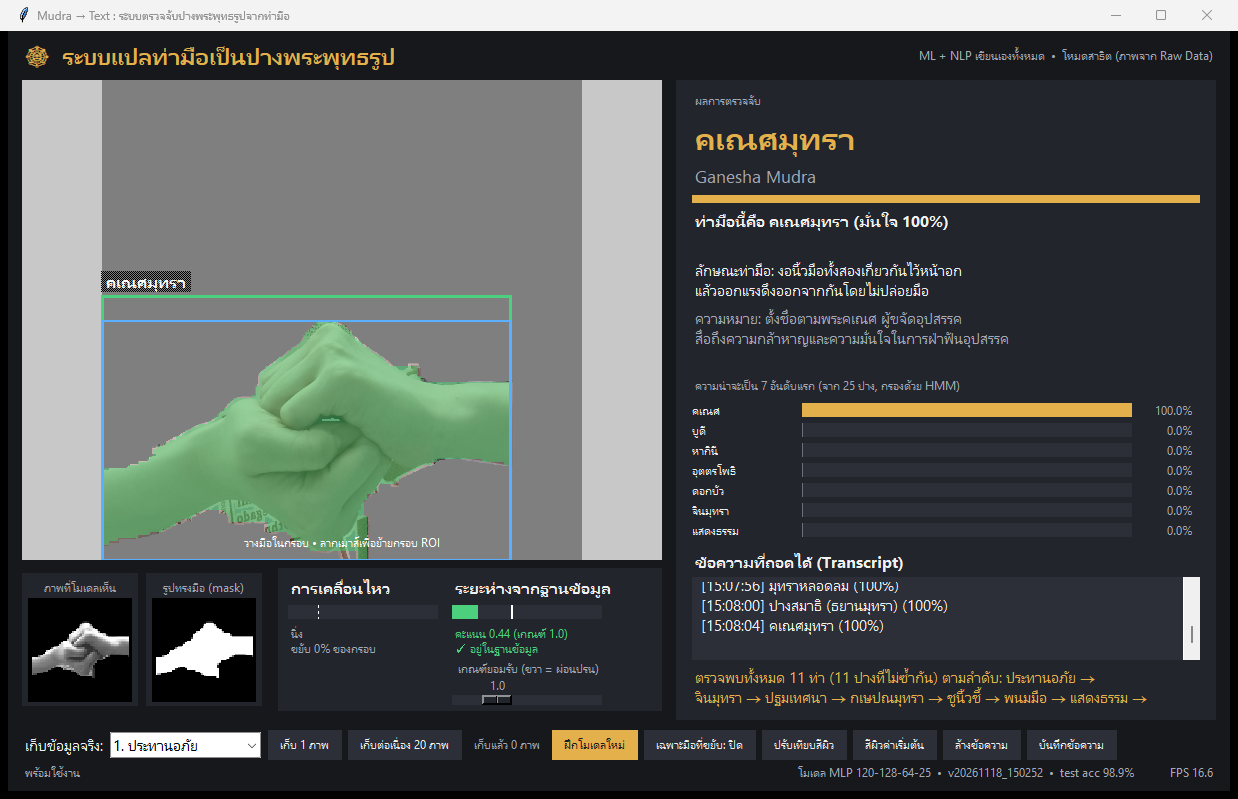 Mudra → Text : ระบบตรวจจับปางพระพุทธรูปจากท่ามือ
ระบบแปลท่ามือเป็นปางพระพุทธรูป
ML + NLP เขียนเองทั้งหมด • โหมดสาธิต (ภาพจาก Raw Data)
คเณศมุทรา
วางมือในกรอบ • ลากเมาส์เพื่อย้ายกรอบ ROI
ผลการตรวจจับ
คเณศมุทรา
Ganesha Mudra
ท่ามือนี้คือ คเณศมุทรา (มั่นใจ 100%)
ลักษณะท่ามือ: งอนิ้วมือทั้งสองเกี่ยวกันไว้หน้าอก
แล้วออกแรงดึงออกจากกันโดยไม่ปล่อยมือ
ความหมาย: ตั้งชื่อตามพระคเณศ ผู้ขจัดอุปสรรค
สื่อถึงความกล้าหาญและความมั่นใจในการฝ่าฟันอุปสรรค
ความน่าจะเป็น 7 อันดับแรก (จาก 25 ปาง, กรองด้วย HMM)
คเณศ 100.0%
บูดี 0.0%
หากินี 0.0%
อุตตรโพธิ 0.0%
ดอกบัว 0.0%
จินมุทรา 0.0%
แสดงธรรม 0.0%
ข้อความที่ถอดได้ (Transcript)
[15:07:56] มุทราหลอดลม (100%)
[15:08:00] ปางสมาธิ (ธยานมุทรา) (100%)
[15:08:04] คเณศมุทรา (100%)
ตรวจพบทั้งหมด 11 ท่า (11 ปางที่ไม่ซ้ำกัน) ตามลำดับ: ประทานอภัย →
จินมุทรา → ปฐมเทศนา → กเษปณมุทรา → ชูนิ้วชี้ → พนมมือ → แสดงธรรม →
ภาพที่โมเดลเห็น
รูปทรงมือ (mask)
การเคลื่อนไหว
นิ่ง
ขยับ 0% ของกรอบ
ระยะห่างจากฐานข้อมูล
คะแนน 0.44 (เกณฑ์ 1.0)
✓ อยู่ในฐานข้อมูล
เกณฑ์ยอมรับ (ขวา = ผ่อนปรน)
1.0
เก็บข้อมูลจริง: 1. ประทานอภัย เก็บ 1 ภาพ เก็บต่อเนื่อง 20 ภาพ เก็บแล้ว 0 ภาพ ฝึกโมเดลใหม่ เฉพาะมือที่ขยับ: ปิด ปรับเทียบสีผิว สีผิวค่าเริ่มต้น ล้างข้อความ บันทึกข้อความ
พร้อมใช้งาน
โมเดล MLP 120-128-64-25 • v20261118_150252 • test acc 98.9% FPS 16.6